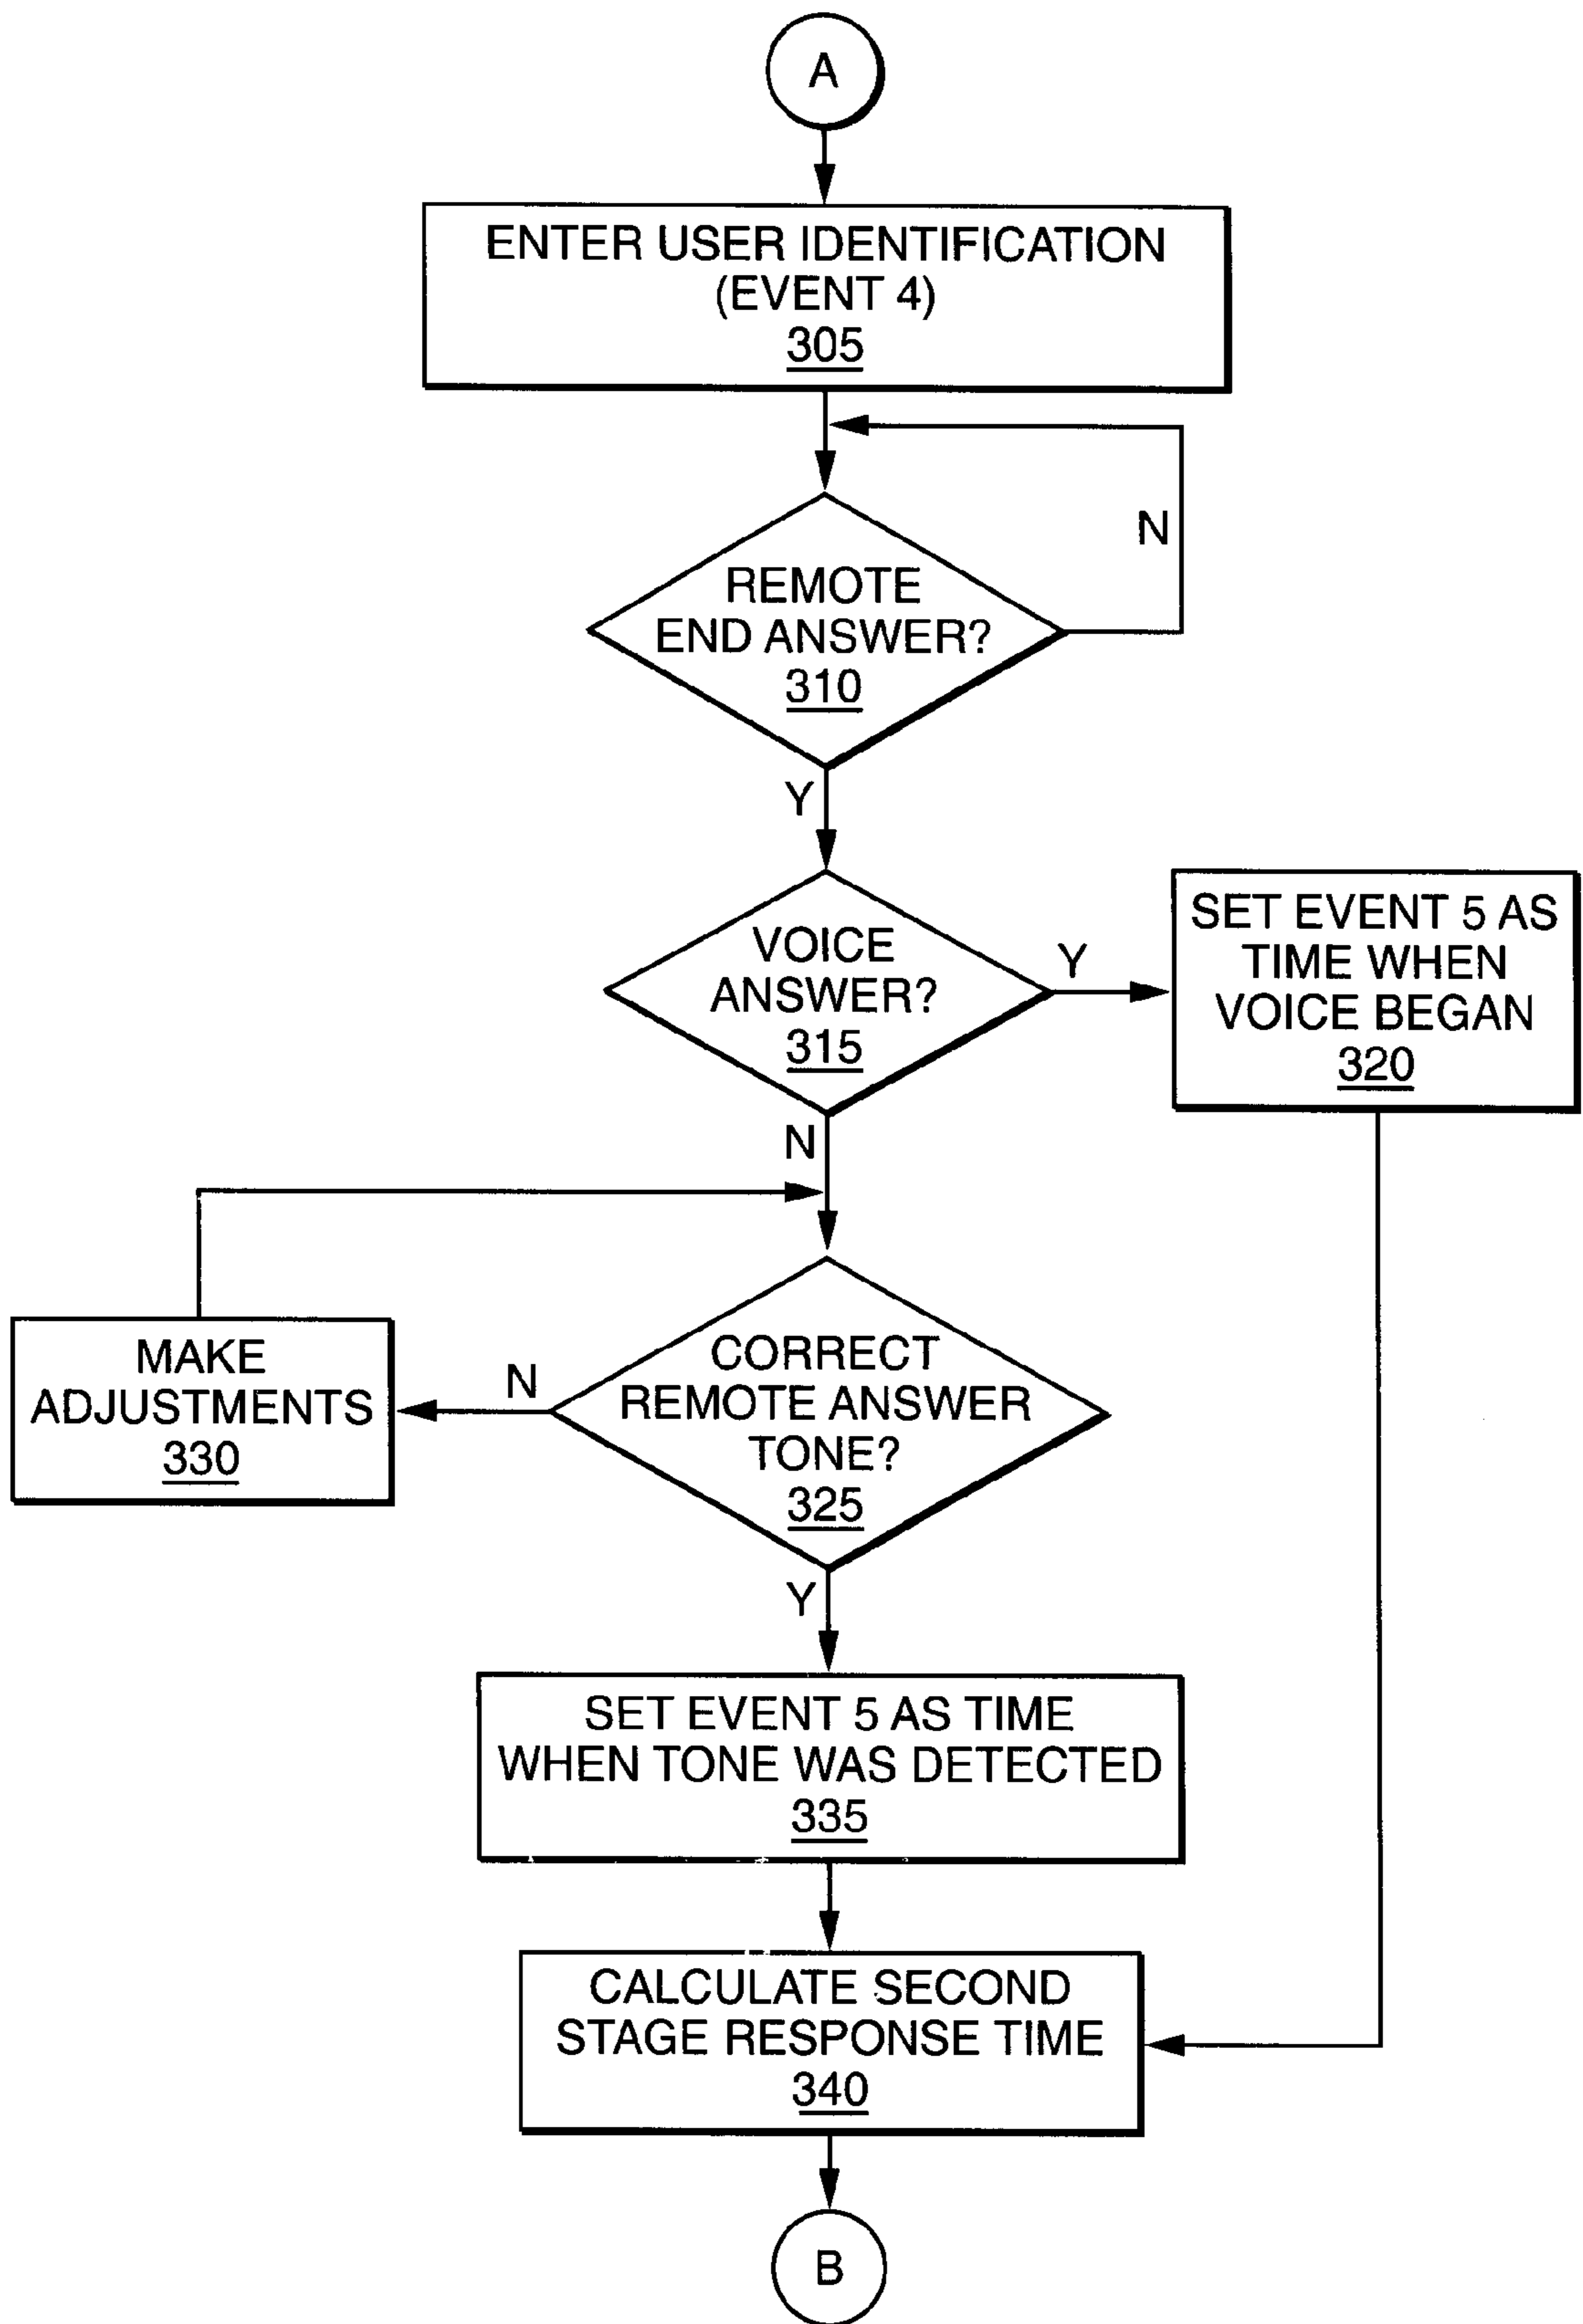 A
ENTER USER IDENTIFICATION
(EVENT 4)
305
N
REMOTE
END ANSWER?
310
Y
VOICE
ANSWER?
315
Y
SET EVENT 5 AS
TIME WHEN
VOICE BEGAN
320
N
CORRECT
REMOTE ANSWER
TONE?
325
N
MAKE
ADJUSTMENTS
330
Y
SET EVENT 5 AS TIME
WHEN TONE WAS DETECTED
335
CALCULATE SECOND
STAGE RESPONSE TIME
340
B